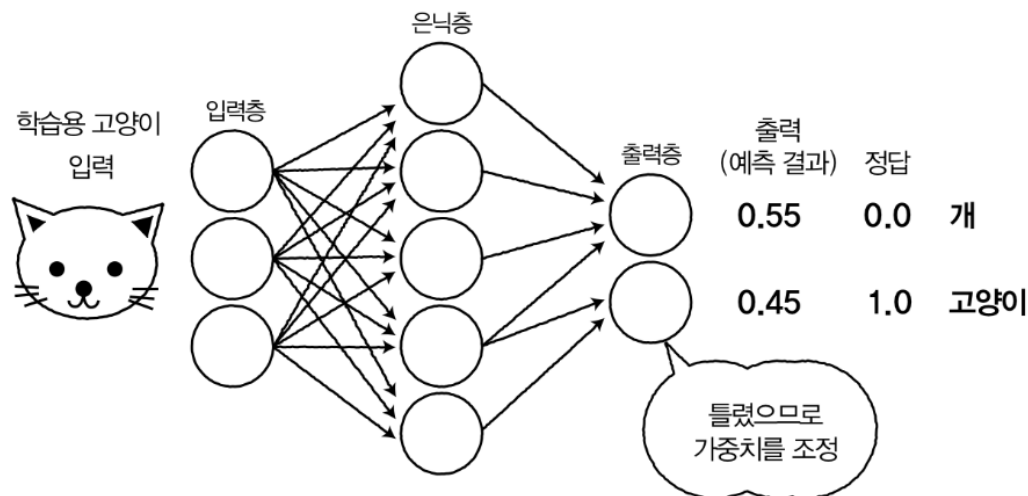 은닉층
학습용 고양이
입력
입력층
출력층
출력
(예측 결과)
정답
0.55 0.0 개
0.45 1.0 고양이
틀렸으므로
가중치를 조정